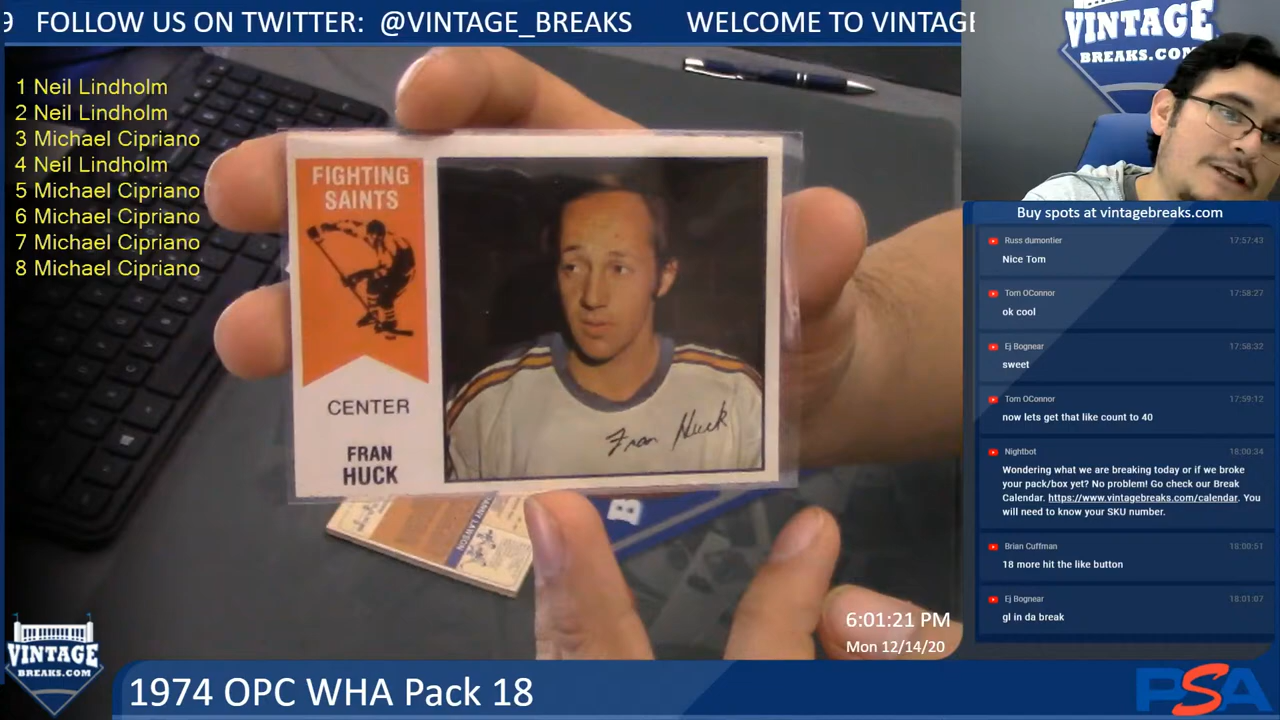 9 FOLLOW US ON TWITTER: @VINTAGE_BREAKS WELCOME TO VINTAGE
1 Neil Lindholm
2 Neil Lindholm
3 Michael Cipriano
4 Neil Lindholm
5 Michael Cipriano
6 Michael Cipriano
7 Michael Cipriano
8 Michael Cipriano
FIGHTING
SAINTS
CENTER
FRAN
HUCK
Fran Huck
LAWSON
B
VINTAGE
BREAKS.COM
Buy spots at vintagebreaks.com
Russ dumontier 17:57:43
Nice Tom
Tom OConnor 17:58:27
ok cool
Ej Bognear 17:58:32
sweet
Tom OConnor 17:59:12
now lets get that like count to 40
Nightbot 18:00:34
Wondering what we are breaking today or if we broke
your pack/box yet? No problem! Go check our Break
Calendar. https://www.vintagebreaks.com/calendar. You
will need to know your SKU number.
Brian Cuffman 18:00:51
18 more hit the like button
Ej Bognear 18:01:07
gl in da break
6:01:21 PM
Mon 12/14/20
VINTAGE
BREAKS.COM
1974 OPC WHA Pack 18
PSA